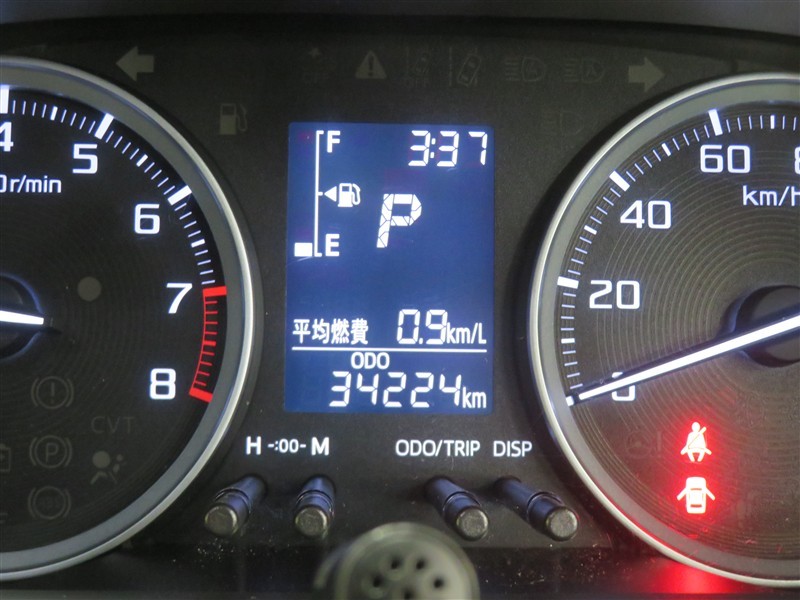 F 3:37
P
E
平均燃費 0.9km/L
ODO
34224km
4
5
0r/min
6
7
8
CVT
P
60
km/h
40
20
0
H -:00- M ODO/TRIP DISP